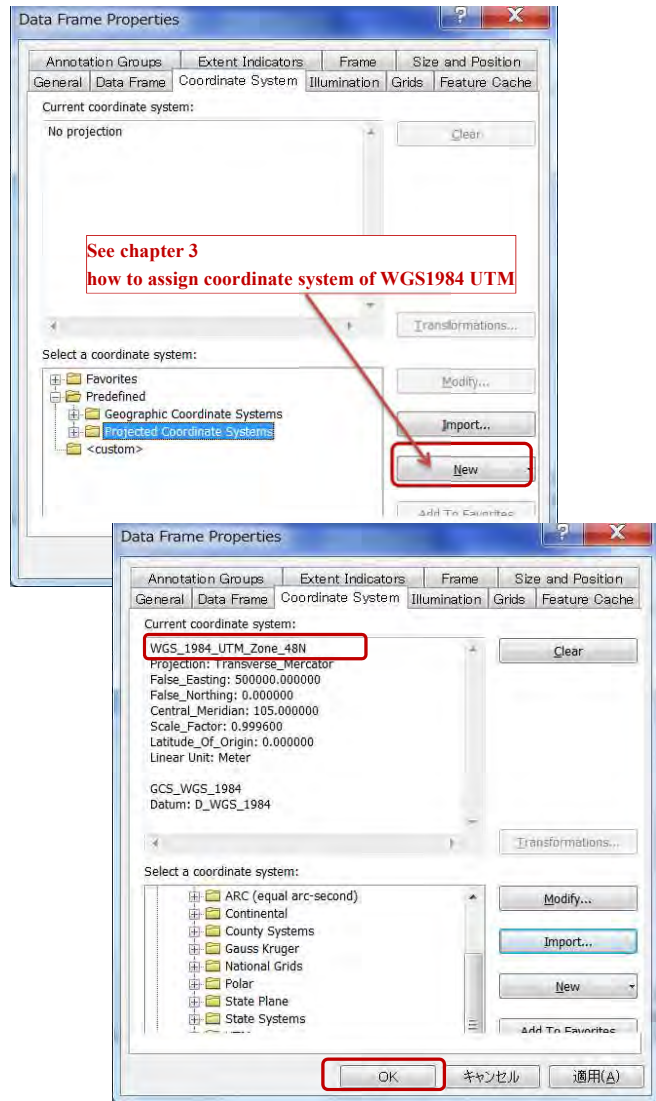 Data Frame Properties
?
X
Annotation Groups Extent Indicators Frame Size and Position
General Data Frame Coordinate System Illumination Grids Feature Cache
Current coordinate system:
No projection
Clear
See chapter 3
how to assign coordinate system of WGS1984 UTM
Transformations...
Select a coordinate system:
Favorites
Predefined
Geographic Coordinate Systems
Projected Coordinate Systems
<custom>
Modify...
Import...
New
Add To Favorites
Data Frame Properties
?
X
Annotation Groups Extent Indicators Frame Size and Position
General Data Frame Coordinate System Illumination Grids Feature Cache
Current coordinate system:
WGS_1984_UTM_Zone_48N
Projection: Transverse_Mercator
False_Easting: 500000.000000
False_Northing: 0.000000
Central_Meridian: 105.000000
Scale_Factor: 0.999600
Latitude_Of_Origin: 0.000000
Linear Unit: Meter
GCS_WGS_1984
Datum: D_WGS_1984
Clear
Transformations...
Select a coordinate system:
ARC (equal arc-second)
Continental
County Systems
Gauss Kruger
National Grids
Polar
State Plane
State Systems
Modify...
Import...
New
Add To Favorites
OK キャンセル 適用(A)